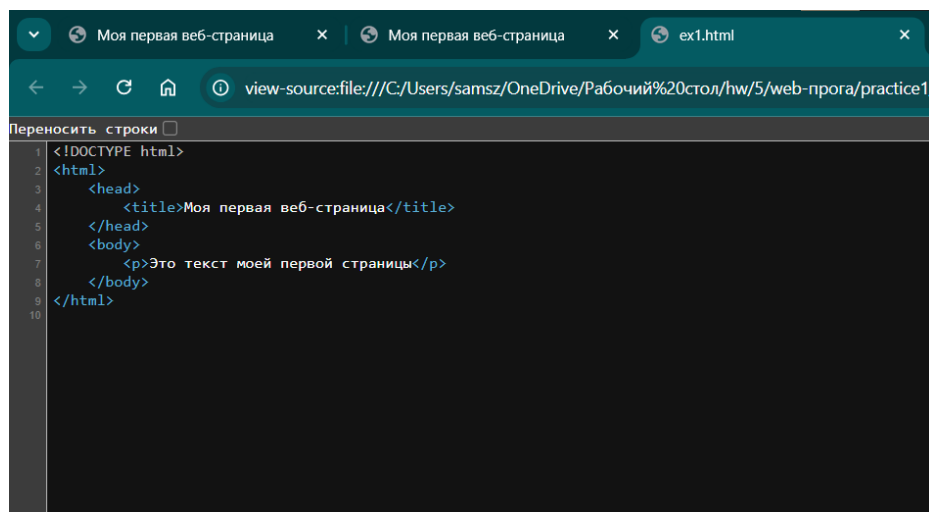 Моя первая веб-страница Моя первая веб-страница ex1.html
view-source:file:///C:/Users/samsz/OneDrive/Рабочий%20стол/hw/5/web-прога/practice1
Переносить строки
1 <!DOCTYPE html>
2 <html>
3     <head>
4         <title>Моя первая веб-страница</title>
5     </head>
6     <body>
7         <p>Это текст моей первой страницы</p>
8     </body>
9 </html>
10